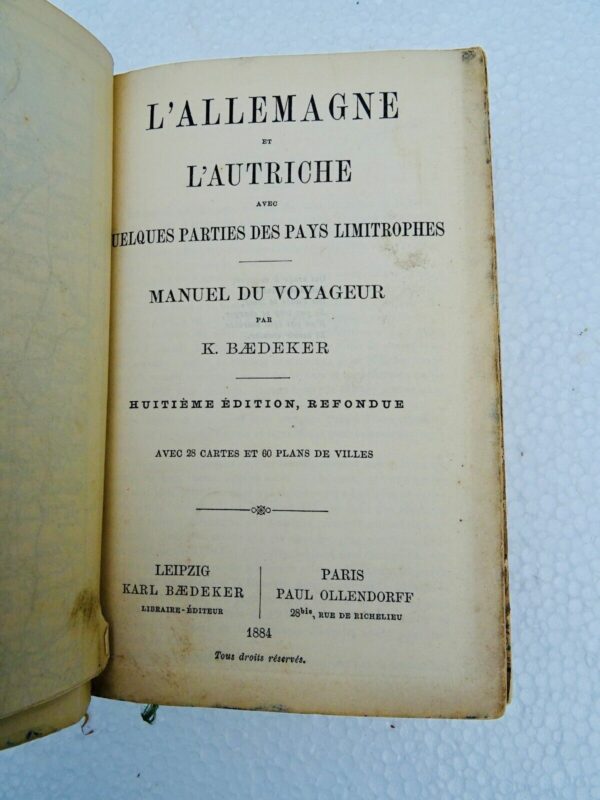 L'ALLEMAGNE
ET
L'AUTRICHE
AVEC
QUELQUES PARTIES DES PAYS LIMITROPHES
MANUEL DU VOYAGEUR
PAR
K. BÆDEKER
HUITIÈME ÉDITION, REFONDUE
AVEC 28 CARTES ET 60 PLANS DE VILLES
LEIPZIG
KARL BÆDEKER
LIBRAIRE-ÉDITEUR
PARIS
PAUL OLLENDORFF
28bis, RUE DE RICHELIEU
1884
Tous droits réservés.